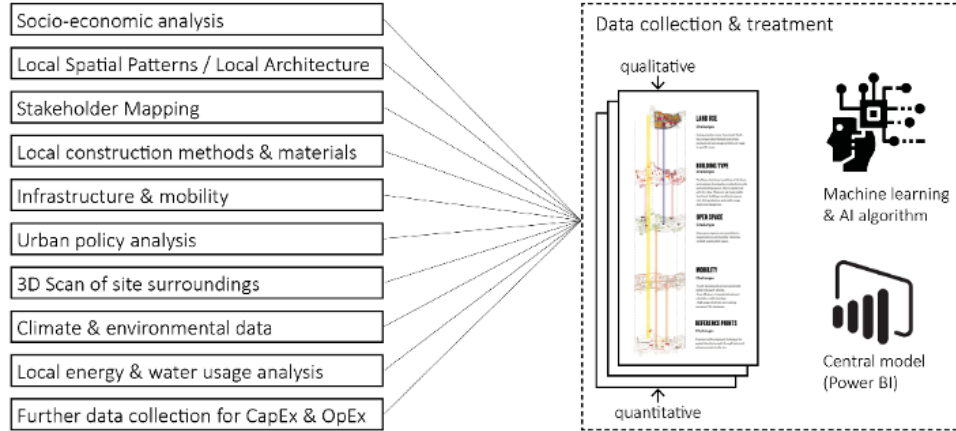 Socio-economic analysis
Local Spatial Patterns / Local Architecture
Stakeholder Mapping
Local construction methods & materials
Infrastructure & mobility
Urban policy analysis
3D Scan of site surroundings
Climate & environmental data
Local energy & water usage analysis
Further data collection for CapEx & OpEx
Data collection & treatment
qualitative
LAND USE
BUILDING TYPE
OPEN SPACE
MOBILITY
REFERENCE POINTS
quantitative
Machine learning
& AI algorithm
Central model
(Power BI)